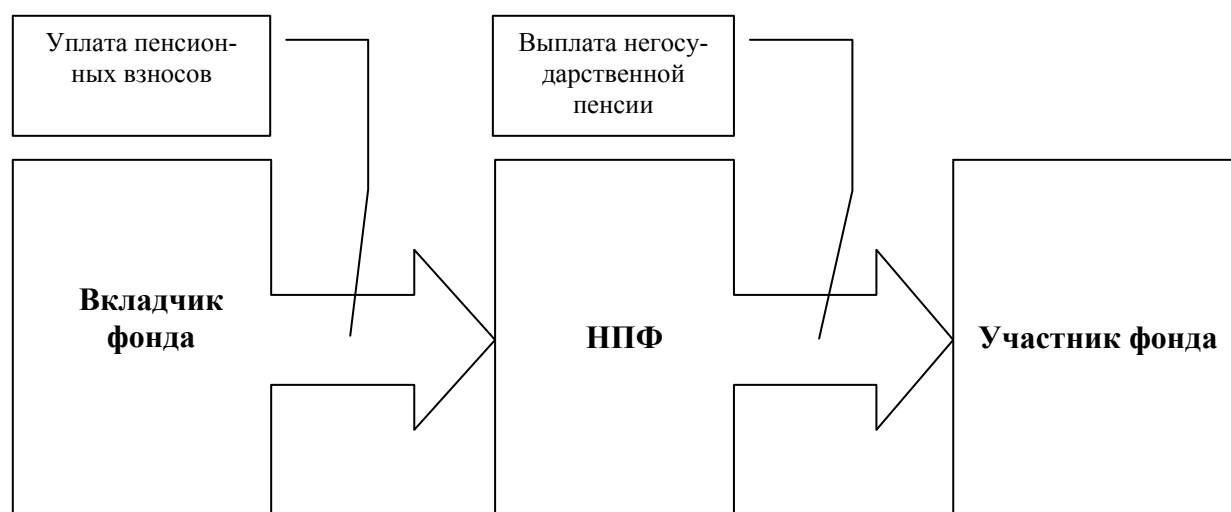 Уплата пенсион-
ных взносов
Выплата негосу-
дарственной
пенсии
Вкладчик
фонда
НПФ
Участник фонда